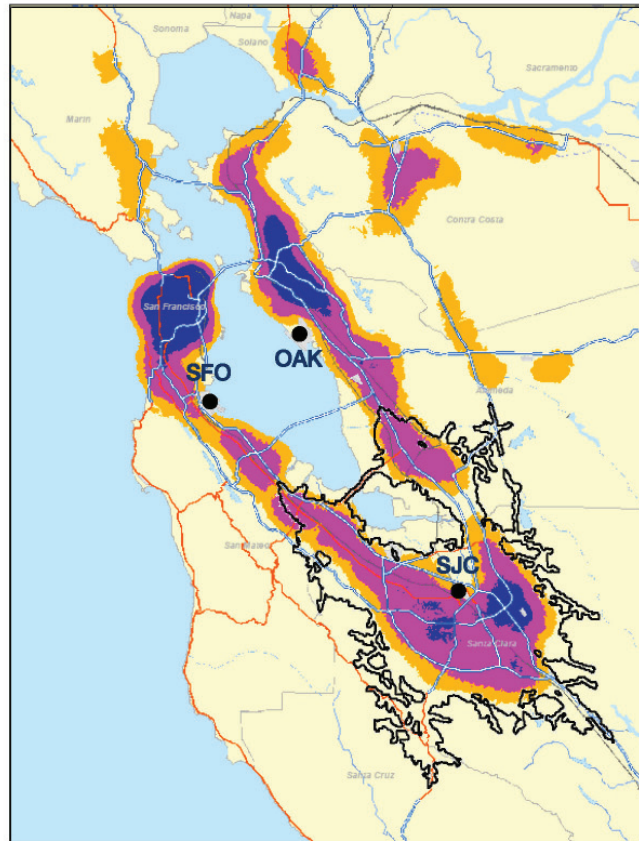 Napa
Sonoma
Solano
Sacramento
Marin
Contra Costa
San Francisco
OAK
SFO
Alameda
San Mateo
SJC
Santa Clara
Santa Cruz